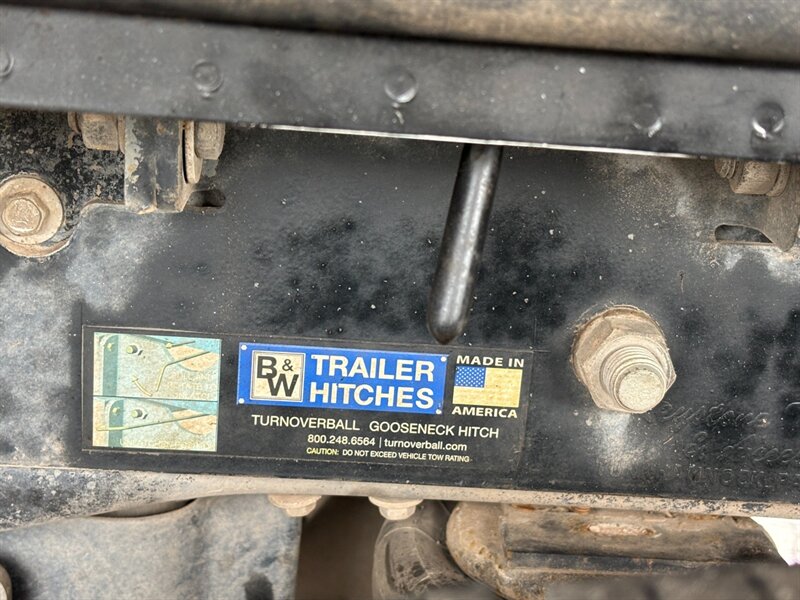 B&W
TRAILER
HITCHES
MADE IN
AMERICA
TURNOVERBALL GOOSENECK HITCH
800.248.6564 | turnoverball.com
CAUTION: DO NOT EXCEED VEHICLE TOW RATING